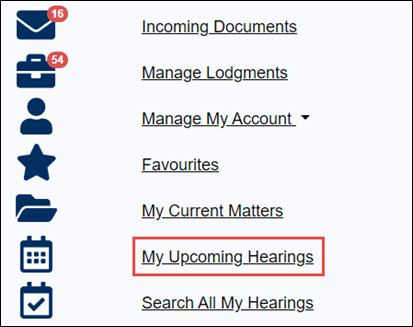 16
Incoming Documents
54
Manage Lodgments
Manage My Account
Favourites
My Current Matters
My Upcoming Hearings
Search All My Hearings